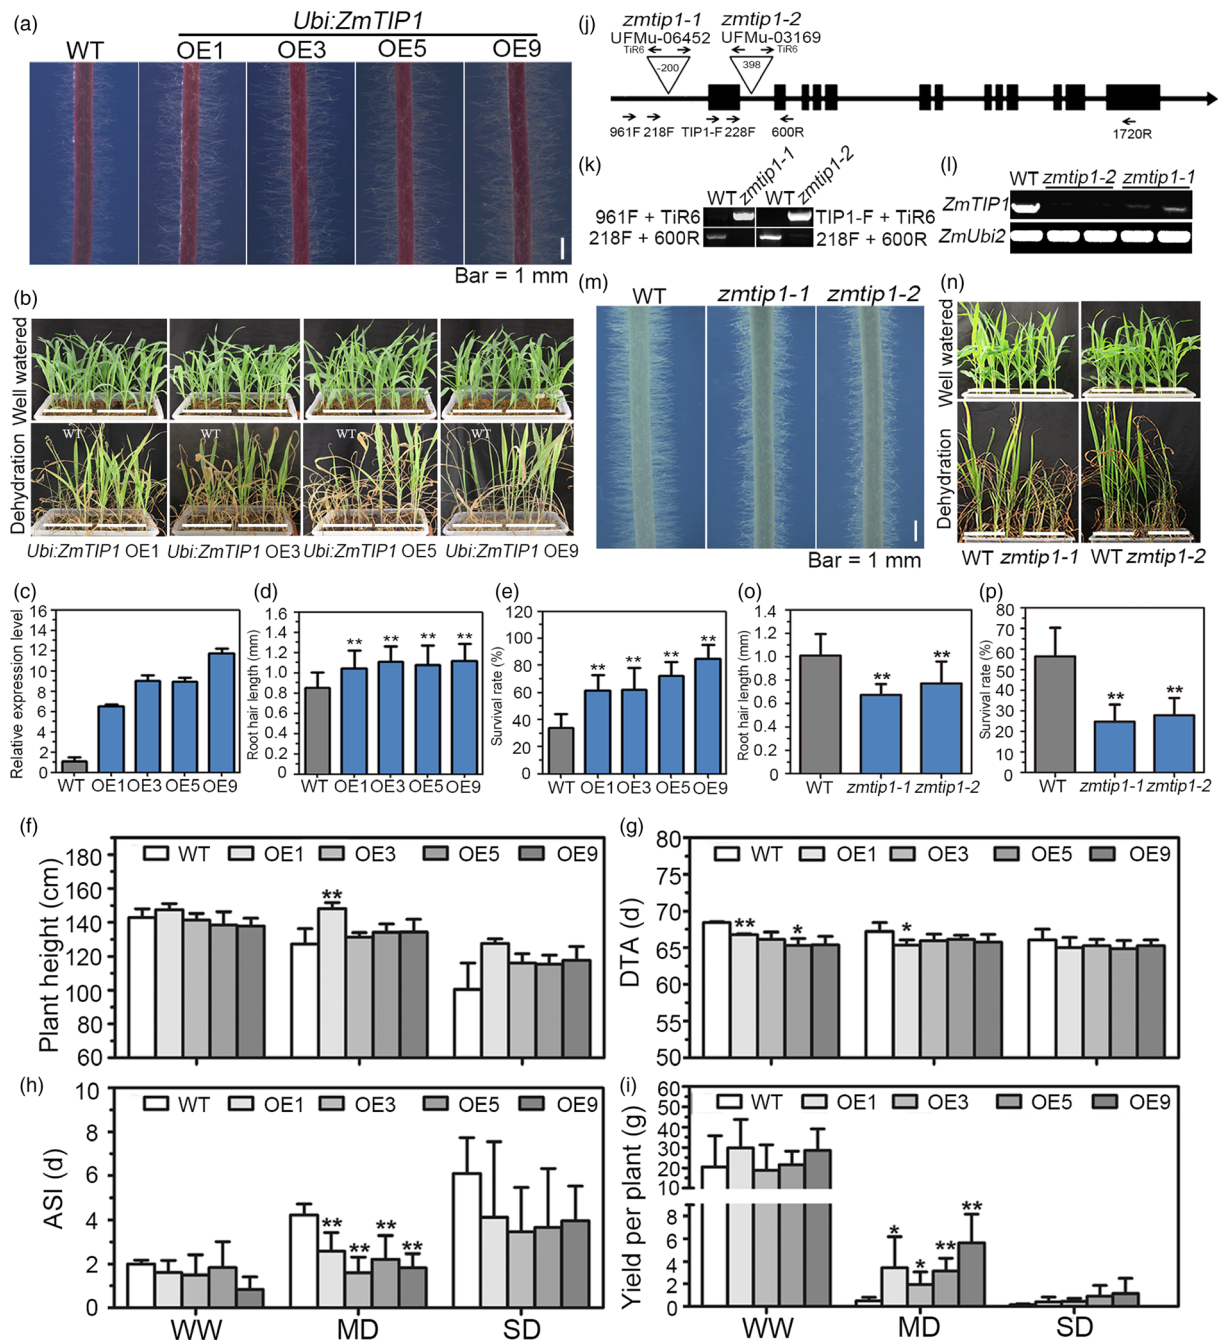 (a)
Ubi:ZmTIP1
WT OE1 OE3 OE5 OE9
Bar = 1 mm
(b)
Well watered
Dehydration
WT WT WT WT
Ubi:ZmTIP1 OE1 Ubi:ZmTIP1 OE3 Ubi:ZmTIP1 OE5 Ubi:ZmTIP1 OE9
(c)
Relative expression level
16
14
12
10
8
6
4
2
0
WT OE1 OE3 OE5 OE9
(d)
Root hair length (mm)
1.6
1.4
1.2
1.0
0.8
0.6
0.4
0.2
0
** ** ** **
WT OE1 OE3 OE5 OE9
(e)
Survival rate (%)
120
100
80
60
40
20
0
** ** ** **
WT OE1 OE3 OE5 OE9
(j)
zmtip1-1 zmtip1-2
UFMu-06452 UFMu-03169
TiR6 TiR6
-200 398
961F 218F TIP1-F 228F 600R 1720R
(k)
WT zmtip1-1 WT zmtip1-2
961F + TiR6 TIP1-F + TiR6
218F + 600R 218F + 600R
(l)
WT zmtip1-2 zmtip1-1
ZmTIP1
ZmUbi2
(m)
WT zmtip1-1 zmtip1-2
Bar = 1 mm
(n)
Well watered
Dehydration
WT zmtip1-1 WT zmtip1-2
(o)
Root hair length (mm)
1.4
1.2
1.0
0.8
0.6
0.4
0.2
0
** **
WT zmtip1-1 zmtip1-2
(p)
Survival rate (%)
80
70
60
50
40
30
20
10
0
** **
WT zmtip1-1 zmtip1-2
(f)
Plant height (cm)
WT OE1 OE3 OE5 OE9
180
160
140
120
100
80
60
**
(g)
DTA (d)
WT OE1 OE3 OE5 OE9
80
75
70
65
60
55
50
** * *
(h)
ASI (d)
WT OE1 OE3 OE5 OE9
10
8
6
4
2
0
** ** ** **
WW MD SD
(i)
Yield per plant (g)
WT OE1 OE3 OE5 OE9
60
50
40
30
20
10
8
6
4
2
0
* * ** **
WW MD SD